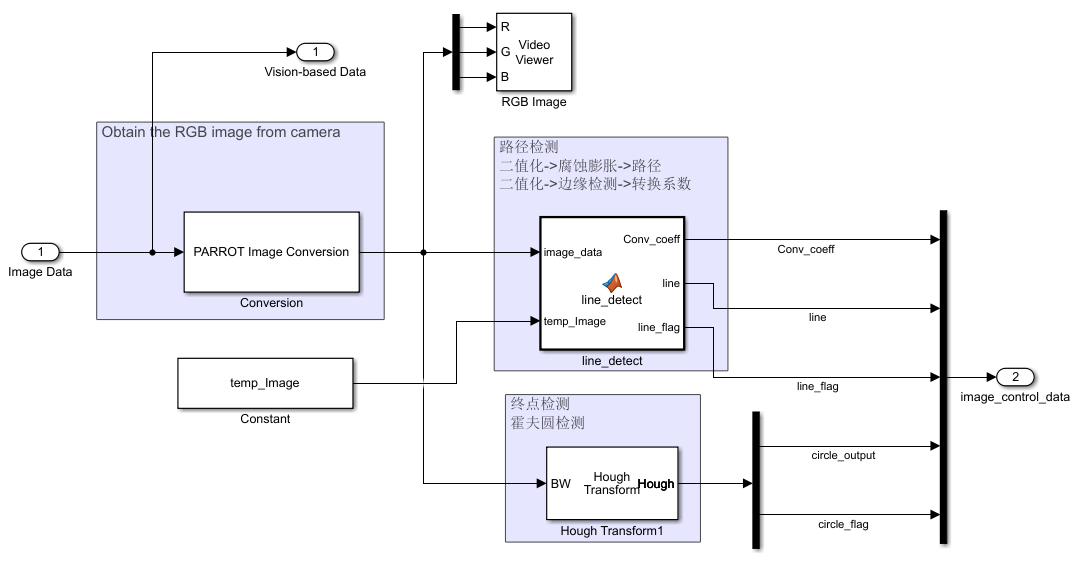 1
Vision-based Data
R
G
B
Video
Viewer
RGB Image
Obtain the RGB image from camera
1
Image Data
PARROT Image Conversion
Conversion
temp_Image
Constant
路径检测
二值化->腐蚀膨胀->路径
二值化->边缘检测->转换系数
image_data
temp_Image
line_detect
Conv_coeff
line
line_flag
line_detect
Conv_coeff
line
line_flag
终点检测
霍夫圆检测
BW
Hough
Transform
Hough
Hough Transform1
circle_output
circle_flag
2
image_control_data